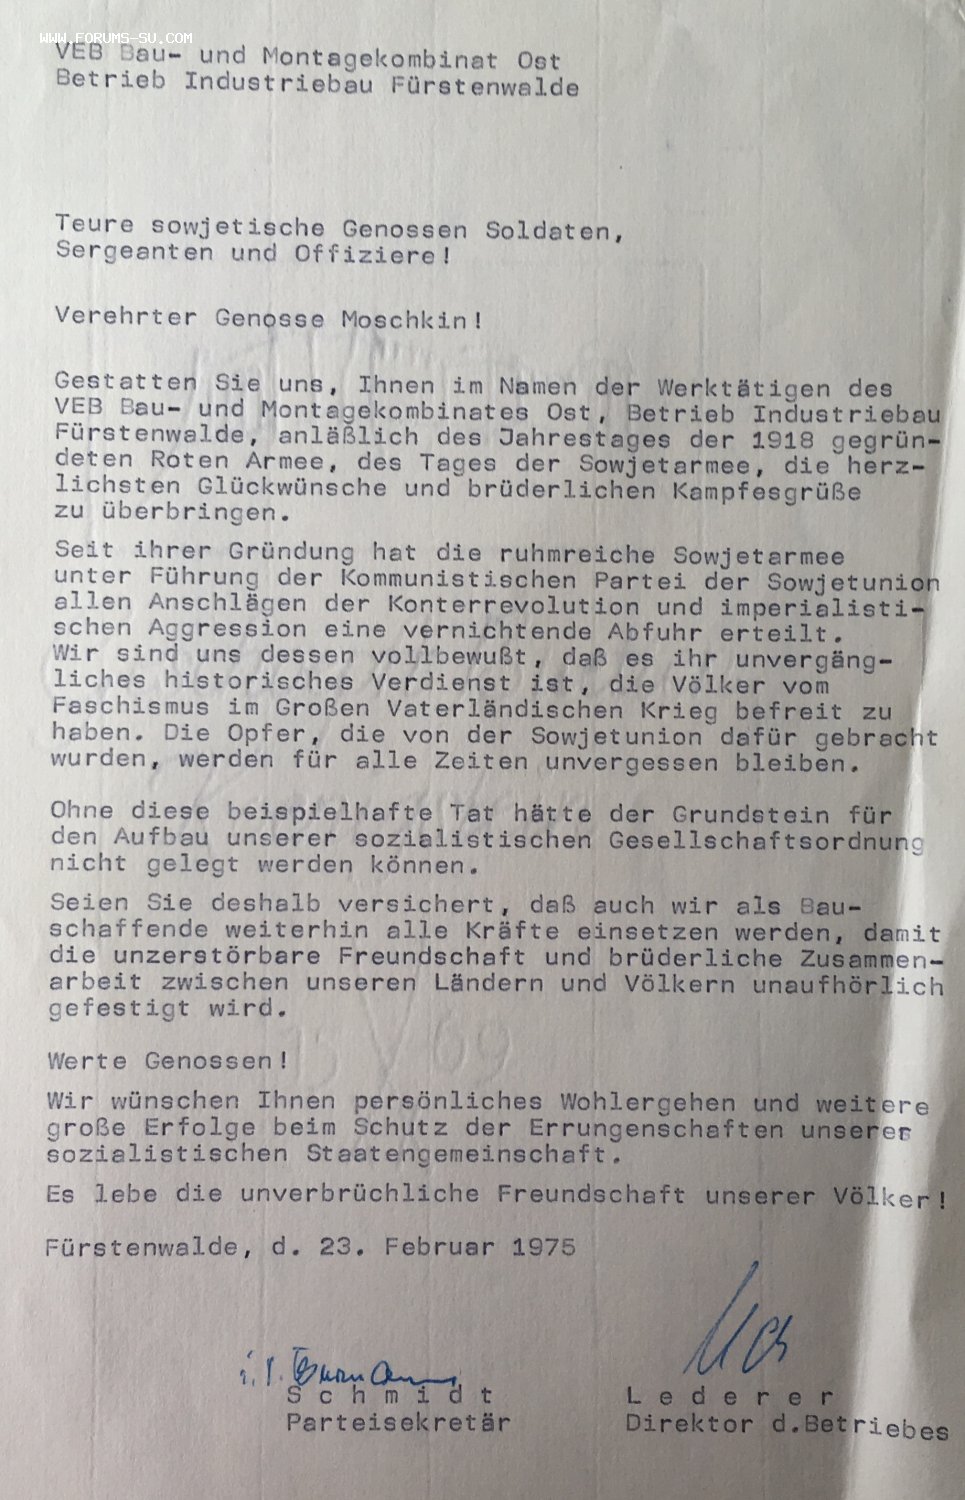 WWW.FORUMS-SU.COM
VEB Bau- und Montagekombinat Ost
Betrieb Industriebau Fürstenwalde
Teure sowjetische Genossen Soldaten,
Sergeanten und Offiziere!
Verehrter Genosse Moschkin!
Gestatten Sie uns, Ihnen im Namen der Werktätigen des
VEB Bau- und Montagekombinates Ost, Betrieb Industriebau
Fürstenwalde, anläßlich des Jahrestages der 1918 gegrün-
deten Roten Armee, des Tages der Sowjetarmee, die herz-
lichsten Glückwünsche und brüderlichen Kampfesgrüße
zu überbringen.
Seit ihrer Gründung hat die ruhmreiche Sowjetarmee
unter Führung der Kommunistischen Partei der Sowjetunion
allen Anschlägen der Konterrevolution und imperialisti-
schen Aggression eine vernichtende Abfuhr erteilt.
Wir sind uns dessen vollbewußt, daß es ihr unvergäng-
liches historisches Verdienst ist, die Völker vom
Faschismus im Großen Vaterländischen Krieg befreit zu
haben. Die Opfer, die von der Sowjetunion dafür gebracht
wurden, werden für alle Zeiten unvergessen bleiben.
Ohne diese beispielhafte Tat hätte der Grundstein für
den Aufbau unserer sozialistischen Gesellschaftsordnung
nicht gelegt werden können.
Seien Sie deshalb versichert, daß auch wir als Bau-
schaffende weiterhin alle Kräfte einsetzen werden, damit
die unzerstörbare Freundschaft und brüderliche Zusammen-
arbeit zwischen unseren Ländern und Völkern unaufhörlich
gefestigt wird.
Werte Genossen!
Wir wünschen Ihnen persönliches Wohlergehen und weitere
große Erfolge beim Schutz der Errungenschaften unserer
sozialistischen Staatengemeinschaft.
Es lebe die unverbrüchliche Freundschaft unserer Völker!
Fürstenwalde, d. 23. Februar 1975
S c h m i d t L e d e r e r
Parteisekretär Direktor d.Betriebes